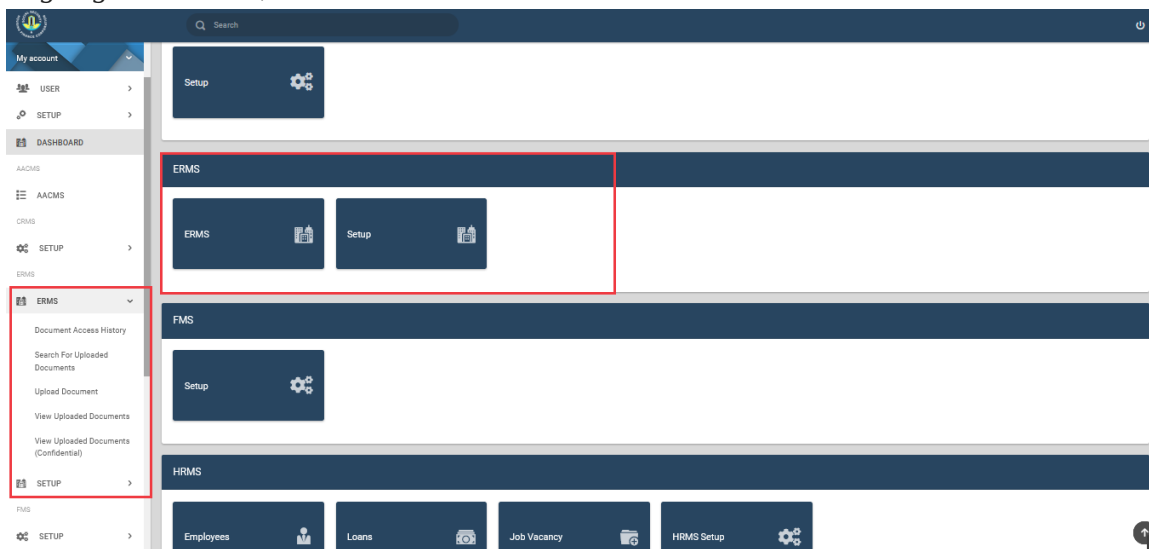 Search
My account
USER
SETUP
DASHBOARD
AACMS
AACMS
CRMS
SETUP
ERMS
ERMS
Document Access History
Search For Uploaded
Documents
Upload Document
View Uploaded Documents
View Uploaded Documents
(Confidential)
SETUP
FMS
SETUP
Setup
ERMS
ERMS
Setup
FMS
Setup
HRMS
Employees
Loans
Job Vacancy
HRMS Setup